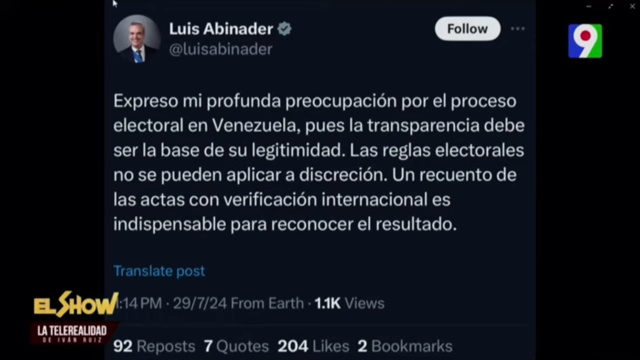 Luis Abinader
@luisabinader
Follow
9
Expreso mi profunda preocupación por el proceso
electoral en Venezuela, pues la transparencia debe
ser la base de su legitimidad. Las reglas electorales
no se pueden aplicar a discreción. Un recuento de
las actas con verificación internacional es
indispensable para reconocer el resultado.
Translate post
1:14 PM · 29/7/24 From Earth · 1.1K Views
92 Reposts 7 Quotes 204 Likes 2 Bookmarks
EL SHOW
LA TELEREALIDAD
DE IVÁN RUIZ